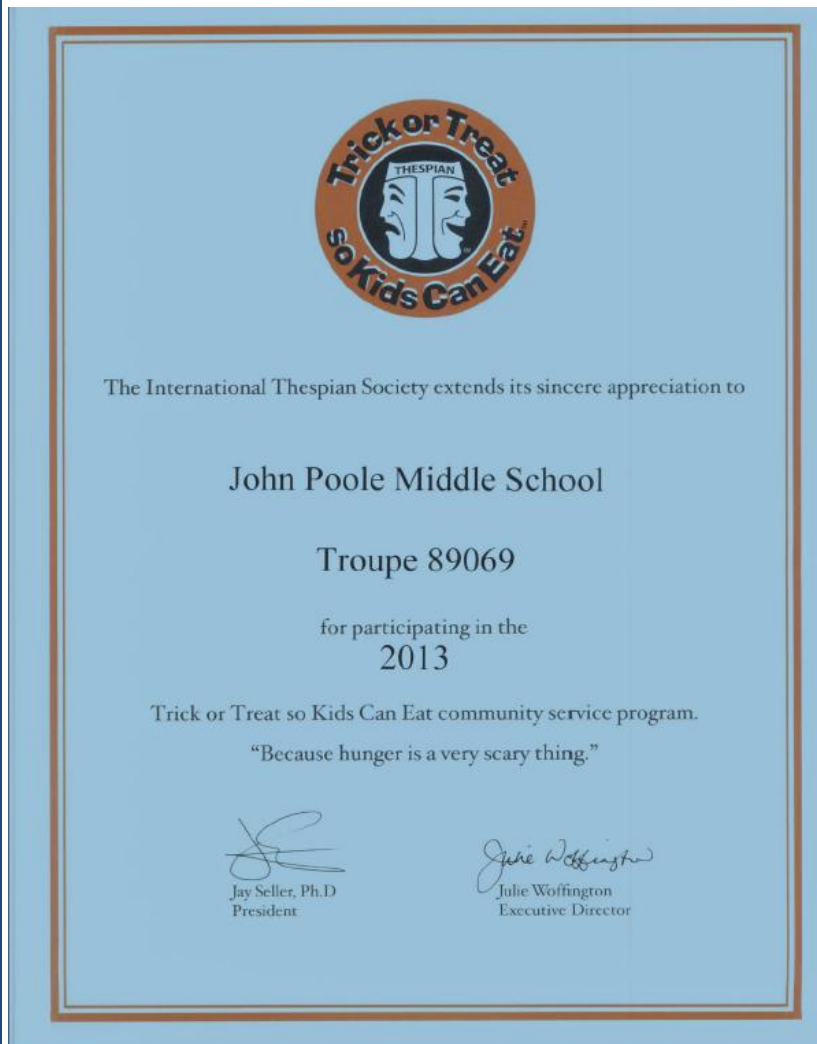 Trick or Treat
THESPIAN
so Kids Can Eat™
The International Thespian Society extends its sincere appreciation to
John Poole Middle School
Troupe 89069
for participating in the
2013
Trick or Treat so Kids Can Eat community service program.
“Because hunger is a very scary thing.”
Julie Woffington
Jay Seller, Ph.D
Julie Woffington
President
Executive Director